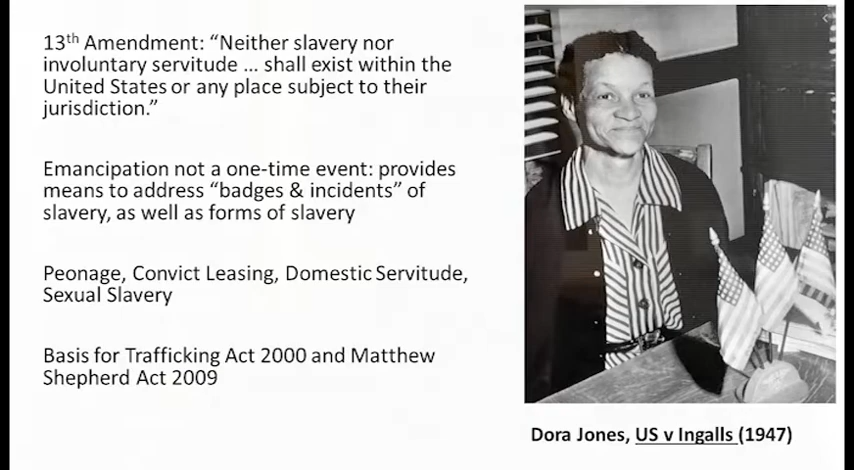 13th Amendment: “Neither slavery nor
involuntary servitude ... shall exist within the
United States or any place subject to their
jurisdiction.”
Emancipation not a one-time event: provides
means to address “badges & incidents” of
slavery, as well as forms of slavery
Peonage, Convict Leasing, Domestic Servitude,
Sexual Slavery
Basis for Trafficking Act 2000 and Matthew
Shepherd Act 2009
Dora Jones, US v Ingalls (1947)